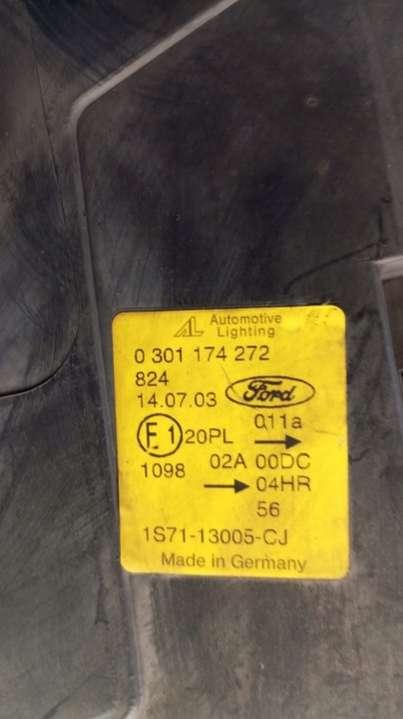 AL Automotive
Lighting
0 301 174 272
824
14.07.03 Ford
011a
E1 20PL →
1098 02A 00DC
→ 04HR
56
1S71-13005-CJ
Made in Germany